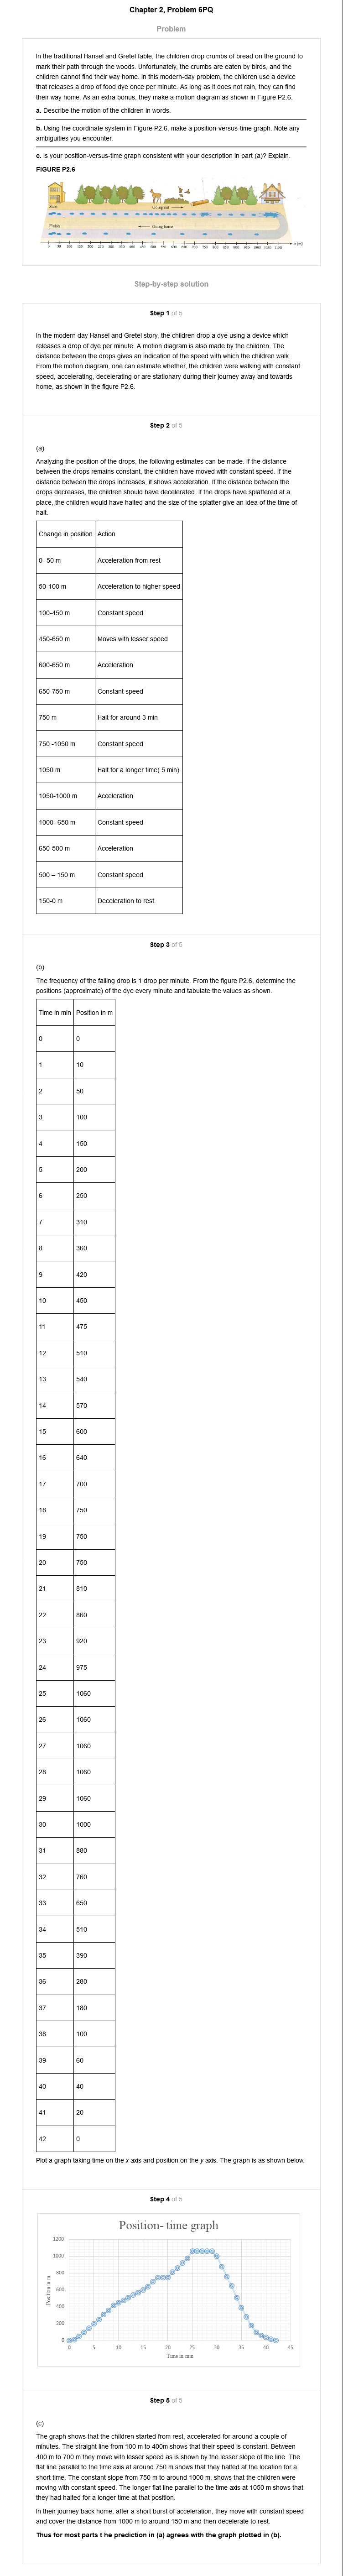 Chapter 2, Problem 6PQ
Problem
In the traditional Hansel and Gretel fable, the children drop crumbs of bread on the ground to
mark their path through the woods. Unfortunately, the crumbs are eaten by birds, and the
children cannot find their way home. In this modern-day problem, the children use a device
that releases a drop of food dye once per minute. As long as it does not rain, they can find
their way home. As an extra bonus, they make a motion diagram as shown in Figure P2.6.
a. Describe the motion of the children in words.
b. Using the coordinate system in Figure P2.6, make a position-versus-time graph. Note any
ambiguities you encounter.
c. Is your position-versus-time graph consistent with your description in part (a)? Explain.
FIGURE P2.6
Start
Going out
Finish
Going home
0 50 100 150 200 250 300 350 400 450 500 550 600 650 700 750 800 850 900 950 1000 1050 1100
x (m)
Step-by-step solution
Step 1 of 5
In the modern day Hansel and Gretel story, the children drop a dye using a device which
releases a drop of dye per minute. A motion diagram is also made by the children. The
distance between the drops gives an indication of the speed with which the children walk.
From the motion diagram, one can estimate whether, the children were walking with constant
speed, accelerating, decelerating or are stationary during their journey away and towards
home, as shown in the figure P2.6.
Step 2 of 5
(a)
Analyzing the position of the drops, the following estimates can be made. If the distance
between the drops remains constant, the children have moved with constant speed. If the
distance between the drops increases, it shows acceleration. If the distance between the
drops decreases, the children should have decelerated. If the drops have splattered at a
place, the children would have halted and the size of the splatter give an idea of the time of
halt.
Change in position Action
0- 50 m Acceleration from rest
50-100 m Acceleration to higher speed
100-450 m Constant speed
450-650 m Moves with lesser speed
600-650 m Acceleration
650-750 m Constant speed
750 m Halt for around 3 min
750 -1050 m Constant speed
1050 m Halt for a longer time( 5 min)
1050-1000 m Acceleration
1000 -650 m Constant speed
650-500 m Acceleration
500 – 150 m Constant speed
150-0 m Deceleration to rest.
Step 3 of 5
(b)
The frequency of the falling drop is 1 drop per minute. From the figure P2.6, determine the
positions (approximate) of the dye every minute and tabulate the values as shown.
Time in min Position in m
0 0
1 10
2 50
3 100
4 150
5 200
6 250
7 310
8 360
9 420
10 450
11 475
12 510
13 540
14 570
15 600
16 640
17 700
18 750
19 750
20 750
21 810
22 860
23 920
24 975
25 1060
26 1060
27 1060
28 1060
29 1060
30 1000
31 880
32 760
33 650
34 510
35 390
36 280
37 180
38 100
39 60
40 40
41 20
42 0
Plot a graph taking time on the x axis and position on the y axis. The graph is as shown below.
Step 4 of 5
Position- time graph
1200
1000
800
600
400
200
0
Position in m
0 5 10 15 20 25 30 35 40 45
Time in min
Step 5 of 5
(c)
The graph shows that the children started from rest, accelerated for around a couple of
minutes. The straight line from 100 m to 400m shows that their speed is constant. Between
400 m to 700 m they move with lesser speed as is shown by the lesser slope of the line. The
flat line parallel to the time axis at around 750 m shows that they halted at the location for a
short time. The constant slope from 750 m to around 1000 m, shows that the children were
moving with constant speed. The longer flat line parallel to the time axis at 1050 m shows that
they had halted for a longer time at that position.
In their journey back home, after a short burst of acceleration, they move with constant speed
and cover the distance from 1000 m to around 150 m and then decelerate to rest.
Thus for most parts t he prediction in (a) agrees with the graph plotted in (b).